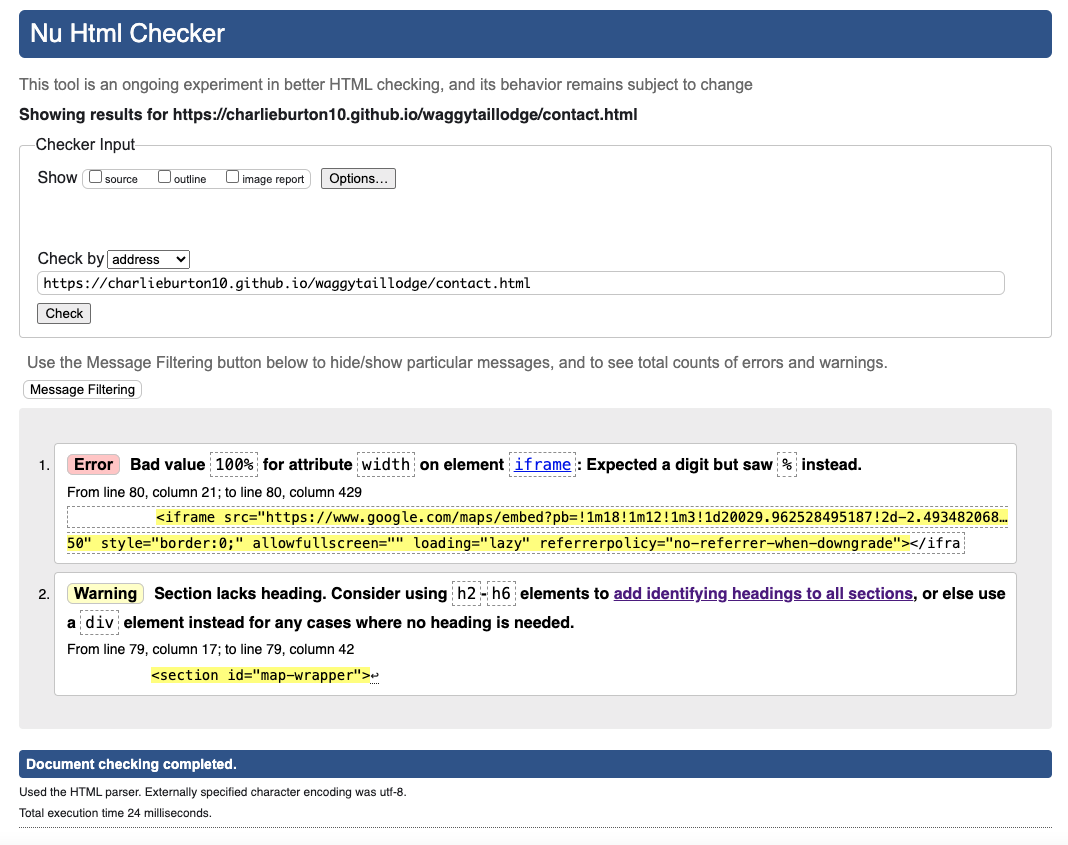 Nu Html Checker
This tool is an ongoing experiment in better HTML checking, and its behavior remains subject to change
Showing results for https://charlieburton10.github.io/waggytaillodge/contact.html
Checker Input
Show source outline image report Options...
Check by address
https://charlieburton10.github.io/waggytaillodge/contact.html
Check
Use the Message Filtering button below to hide/show particular messages, and to see total counts of errors and warnings.
Message Filtering
1. Error Bad value 100% for attribute width on element iframe: Expected a digit but saw % instead.
From line 80, column 21; to line 80, column 429
<iframe src="https://www.google.com/maps/embed?pb=!1m18!1m12!1m3!1d20029.962528495187!2d-2.493482068…
50" style="border:0;" allowfullscreen="" loading="lazy" referrerpolicy="no-referrer-when-downgrade"></ifra
2. Warning Section lacks heading. Consider using h2-h6 elements to add identifying headings to all sections, or else use
a div element instead for any cases where no heading is needed.
From line 79, column 17; to line 79, column 42
<section id="map-wrapper">↩
Document checking completed.
Used the HTML parser. Externally specified character encoding was utf-8.
Total execution time 24 milliseconds.